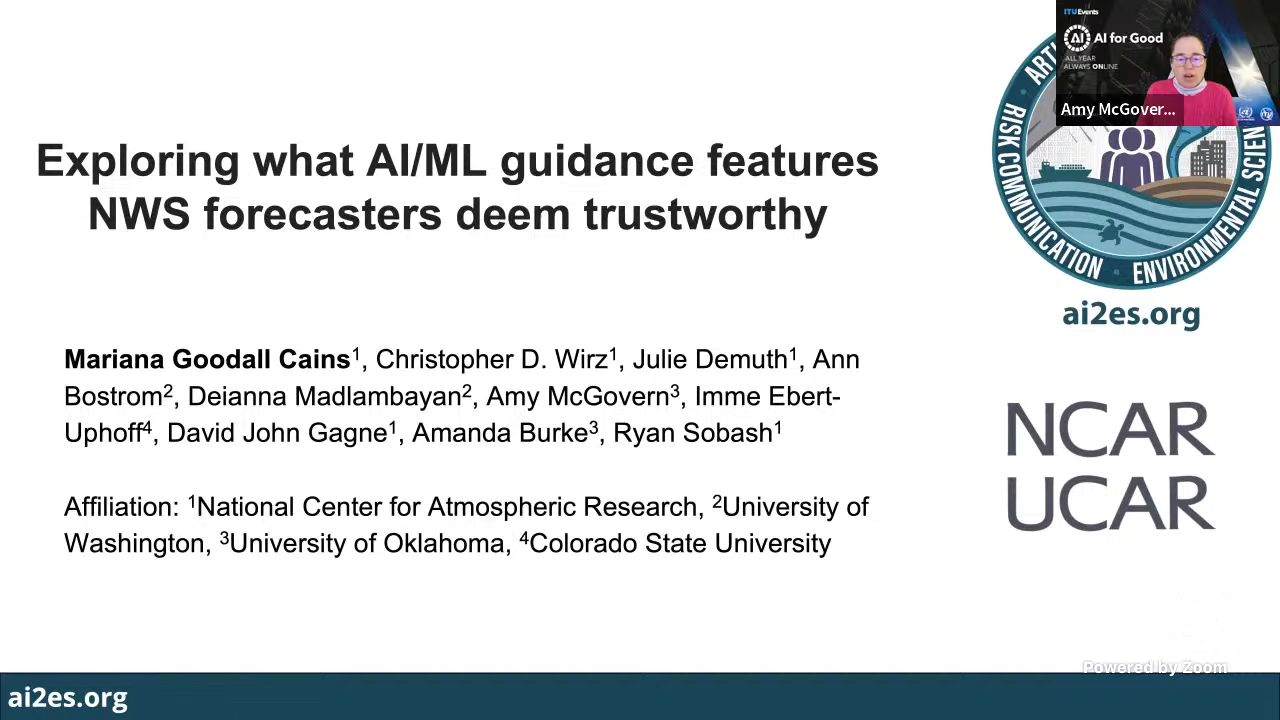 ITUEvents
AI AI for Good
ALL YEAR
ALWAYS ONLINE
Amy McGover...
RISK COMMUNICATION
ENVIRONMENTAL SCIEN
ai2es.org
Exploring what AI/ML guidance features
NWS forecasters deem trustworthy
Mariana Goodall Cains¹, Christopher D. Wirz¹, Julie Demuth¹, Ann
Bostrom², Deianna Madlambayan², Amy McGovern³, Imme Ebert-
Uphoff⁴, David John Gagne¹, Amanda Burke³, Ryan Sobash¹
NCAR
UCAR
Affiliation: ¹National Center for Atmospheric Research, ²University of
Washington, ³University of Oklahoma, ⁴Colorado State University
Powered by Zoom
ai2es.org